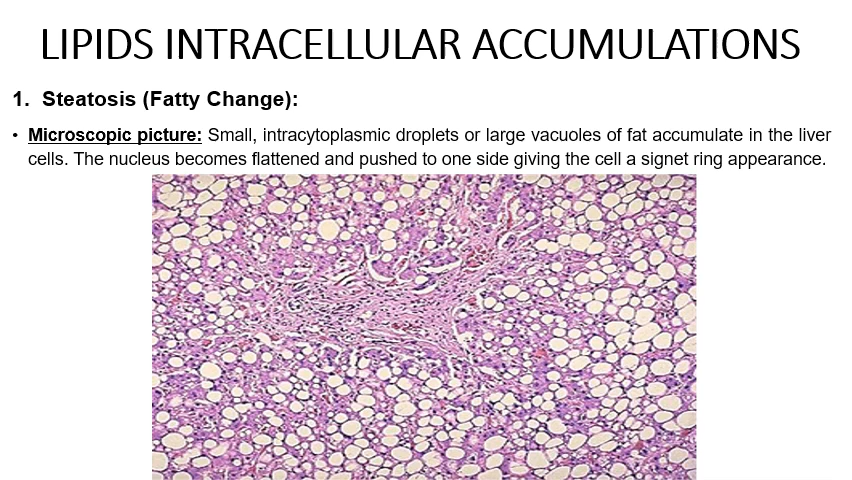 LIPIDS INTRACELLULAR ACCUMULATIONS
1. Steatosis (Fatty Change):
• Microscopic picture: Small, intracytoplasmic droplets or large vacuoles of fat accumulate in the liver
cells. The nucleus becomes flattened and pushed to one side giving the cell a signet ring appearance.